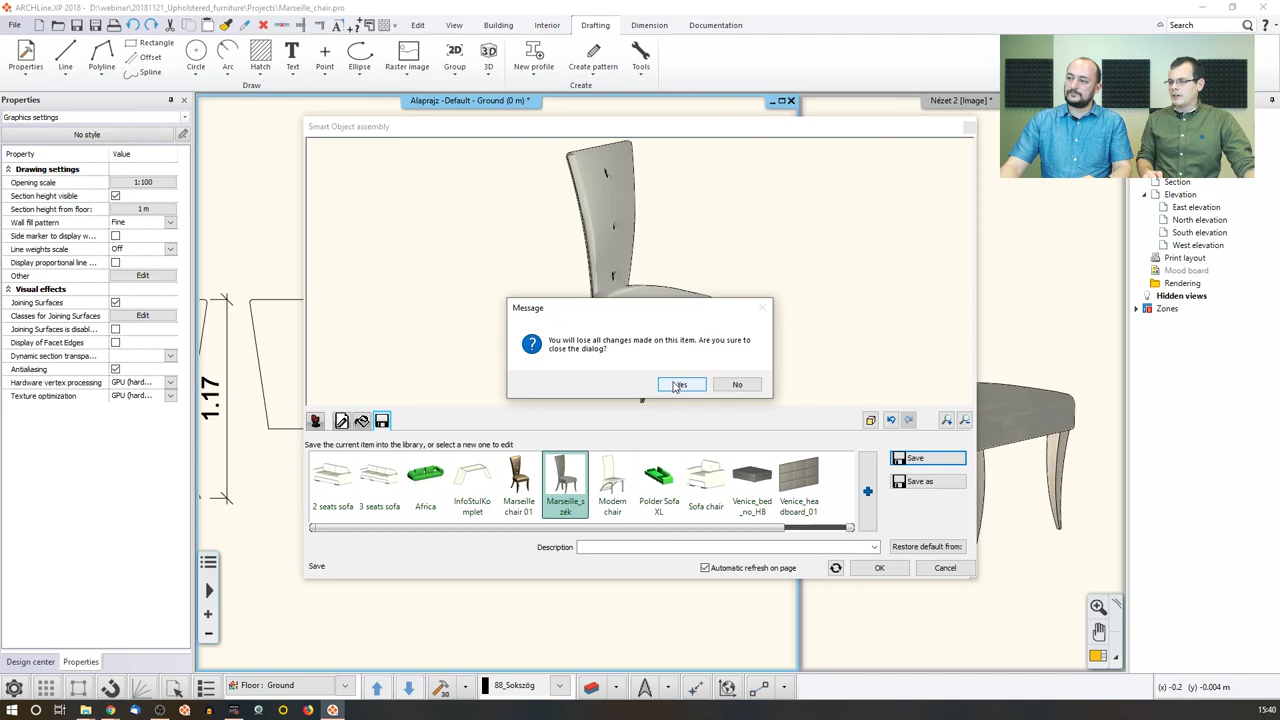 ARCHLine.XP 2018 - D:\webinar\20181121_Upholstered_furniture\Projects\Marseille_chair.pro
File
Edit
View
Building
Interior
Drafting
Dimension
Documentation
Search
Properties
Line
Polyline
Rectangle
Offset
Spline
Circle
Arc
Hatch
Text
Point
Ellipse
Raster image
2D
Group
3D
3D
New profile
Create pattern
Tools
Draw
Create
Properties
Graphics settings
No style
Property Value
Drawing settings
Opening scale 1:100
Section height visible
Section height from floor: 1 m
Wall fill pattern Fine
Side marker to display w...
Line weights scale Off
Display proportional line ...
Other Edit
Visual effects
Joining Surfaces
Classes for Joining Surfaces Edit
Joining Surfaces is disabl...
Display of Facet Edges
Dynamic section transpa...
Antialiasing
Hardware vertex processing GPU (hard...
Texture optimization GPU (hard...
Design center Properties
Alaprajz -Default - Ground (0 m) *
Nézet 2 [Image] *
1.17
Smart Object assembly
Message
You will lose all changes made on this item. Are you sure to
close the dialog?
Yes No
Save the current item into the library, or select a new one to edit
2 seats sofa
3 seats sofa
Africa
InfoStulKo
mplet
Marseille
chair 01
Marseille_s
zék
Modern
chair
Polder Sofa
XL
Sofa chair
Venice_bed
_no_HB
Venice_hea
dboard_01
Save
Save as
Description
Restore default from:
Save
Automatic refresh on page
OK Cancel
Section
Elevation
East elevation
North elevation
South elevation
West elevation
Print layout
Mood board
Rendering
Hidden views
Zones
Floor : Ground
88_Sokszög
(x) -0.2 (y) -0.004 m
15:40